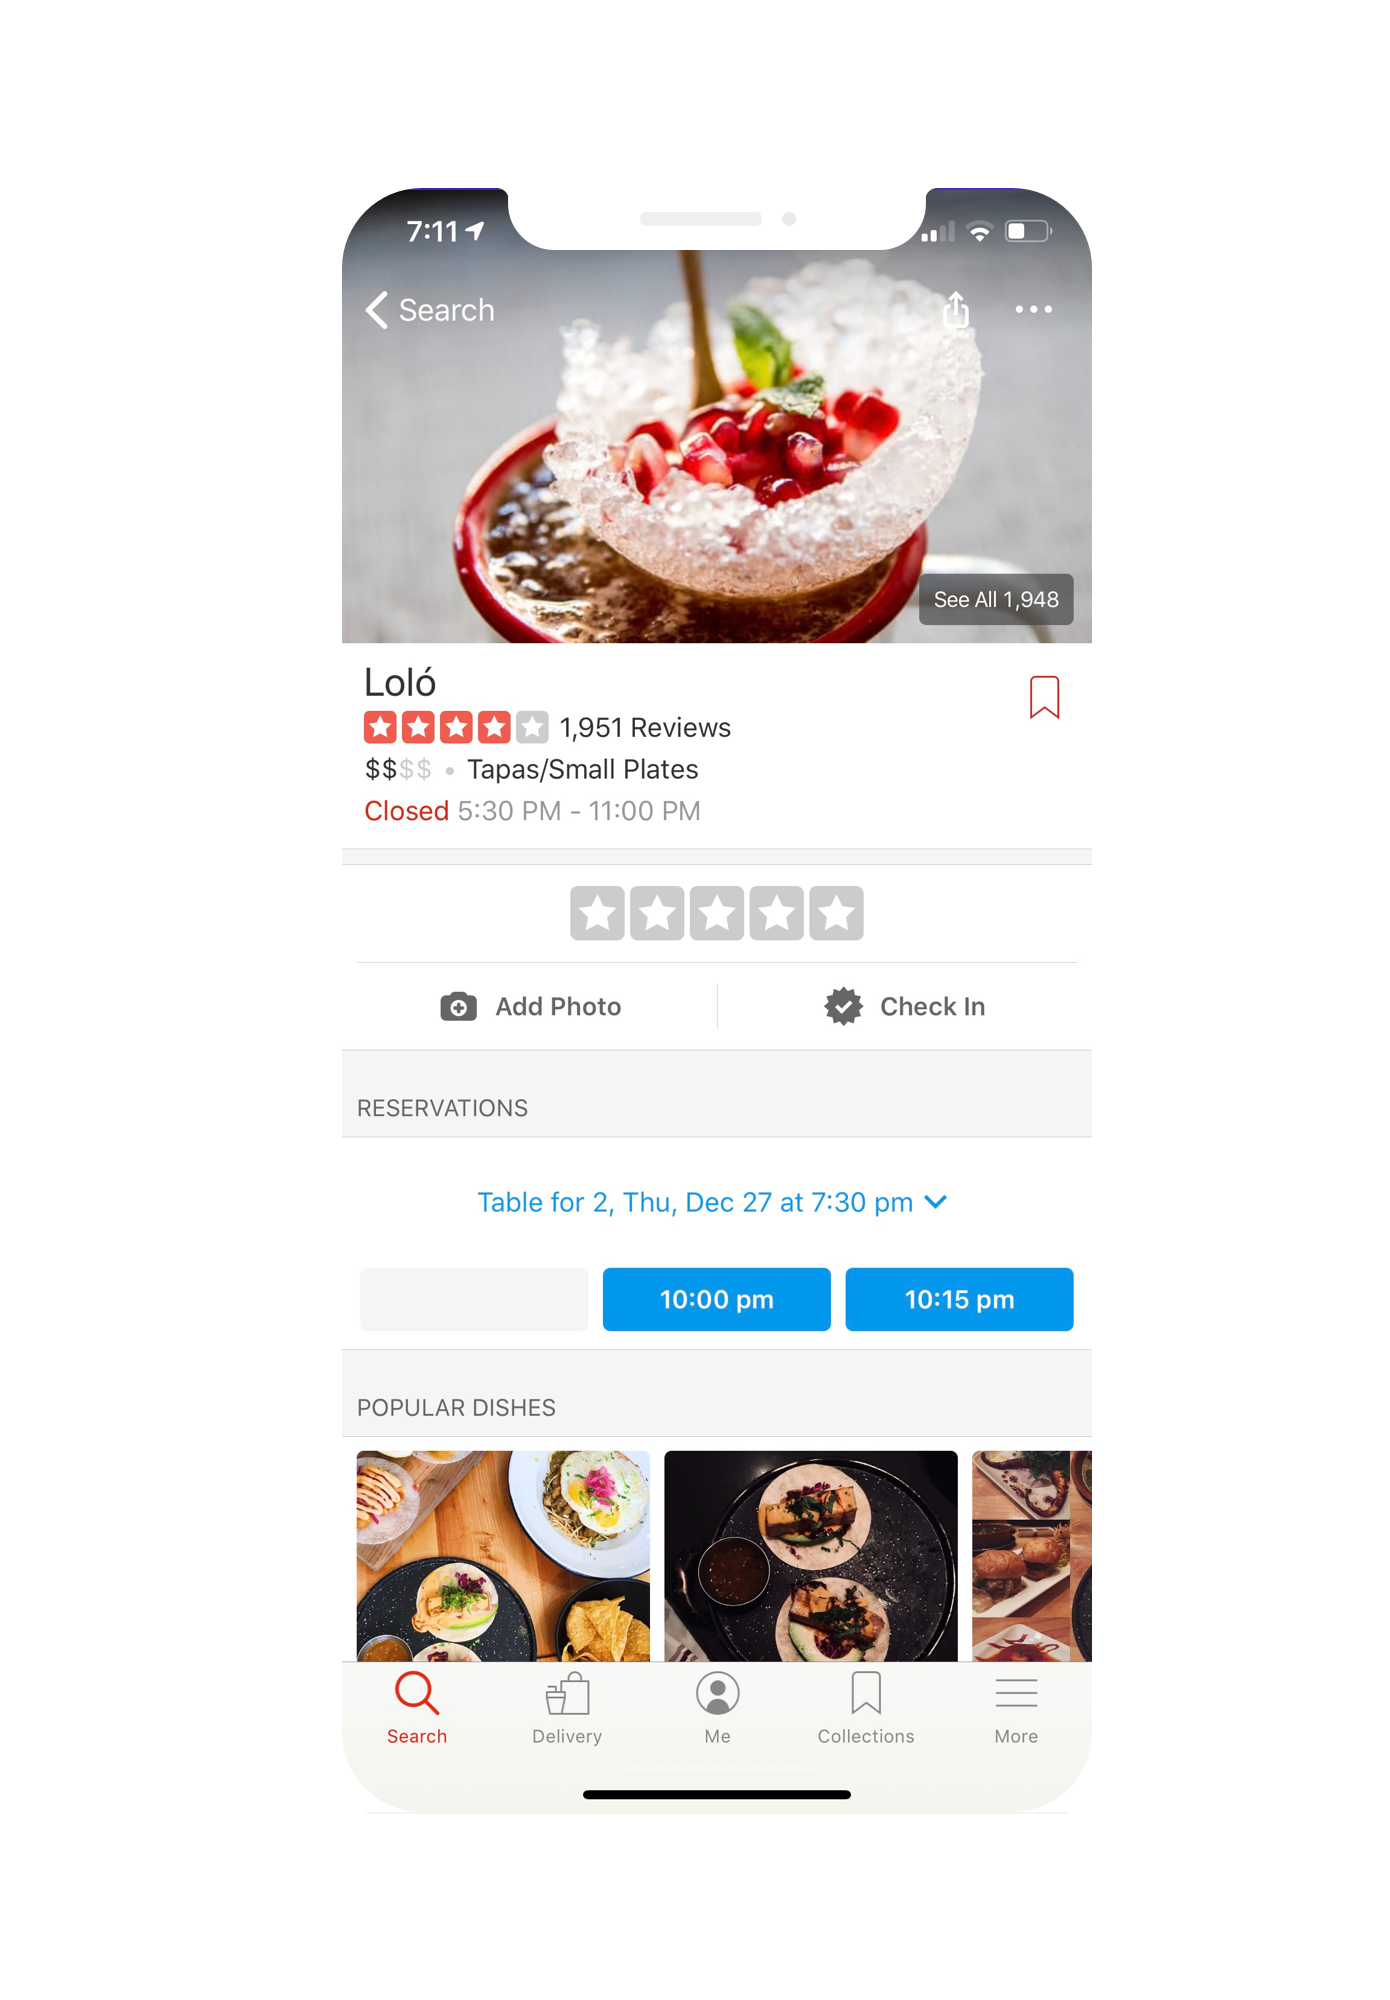 7:11
Search
See All 1,948
Loló
1,951 Reviews
$$$$ • Tapas/Small Plates
Closed 5:30 PM - 11:00 PM
Add Photo
Check In
RESERVATIONS
Table for 2, Thu, Dec 27 at 7:30 pm
10:00 pm
10:15 pm
POPULAR DISHES
Search
Delivery
Me
Collections
More